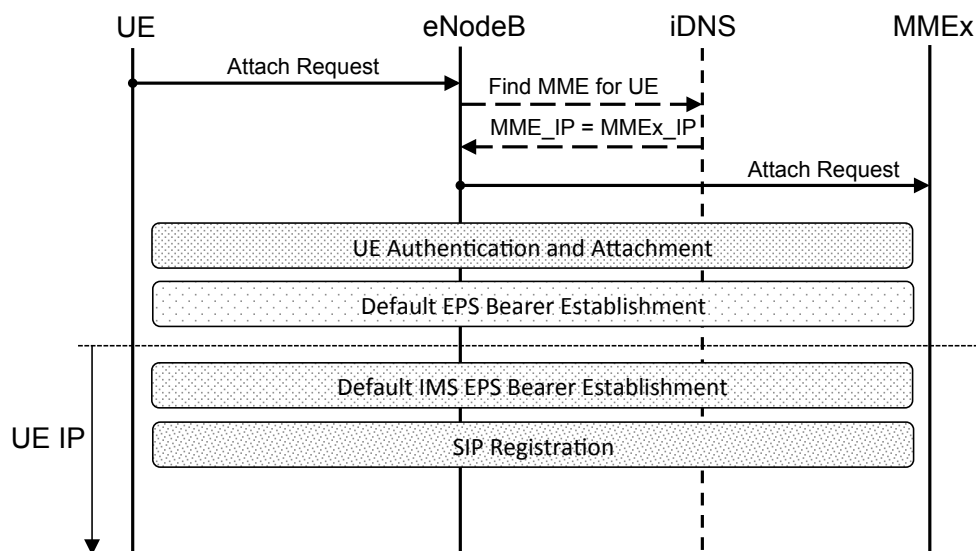 UE eNodeB iDNS MMEx
Attach Request
Find MME for UE
MME_IP = MMEx_IP
Attach Request
UE Authentication and Attachment
Default EPS Bearer Establishment
Default IMS EPS Bearer Establishment
UE IP
SIP Registration